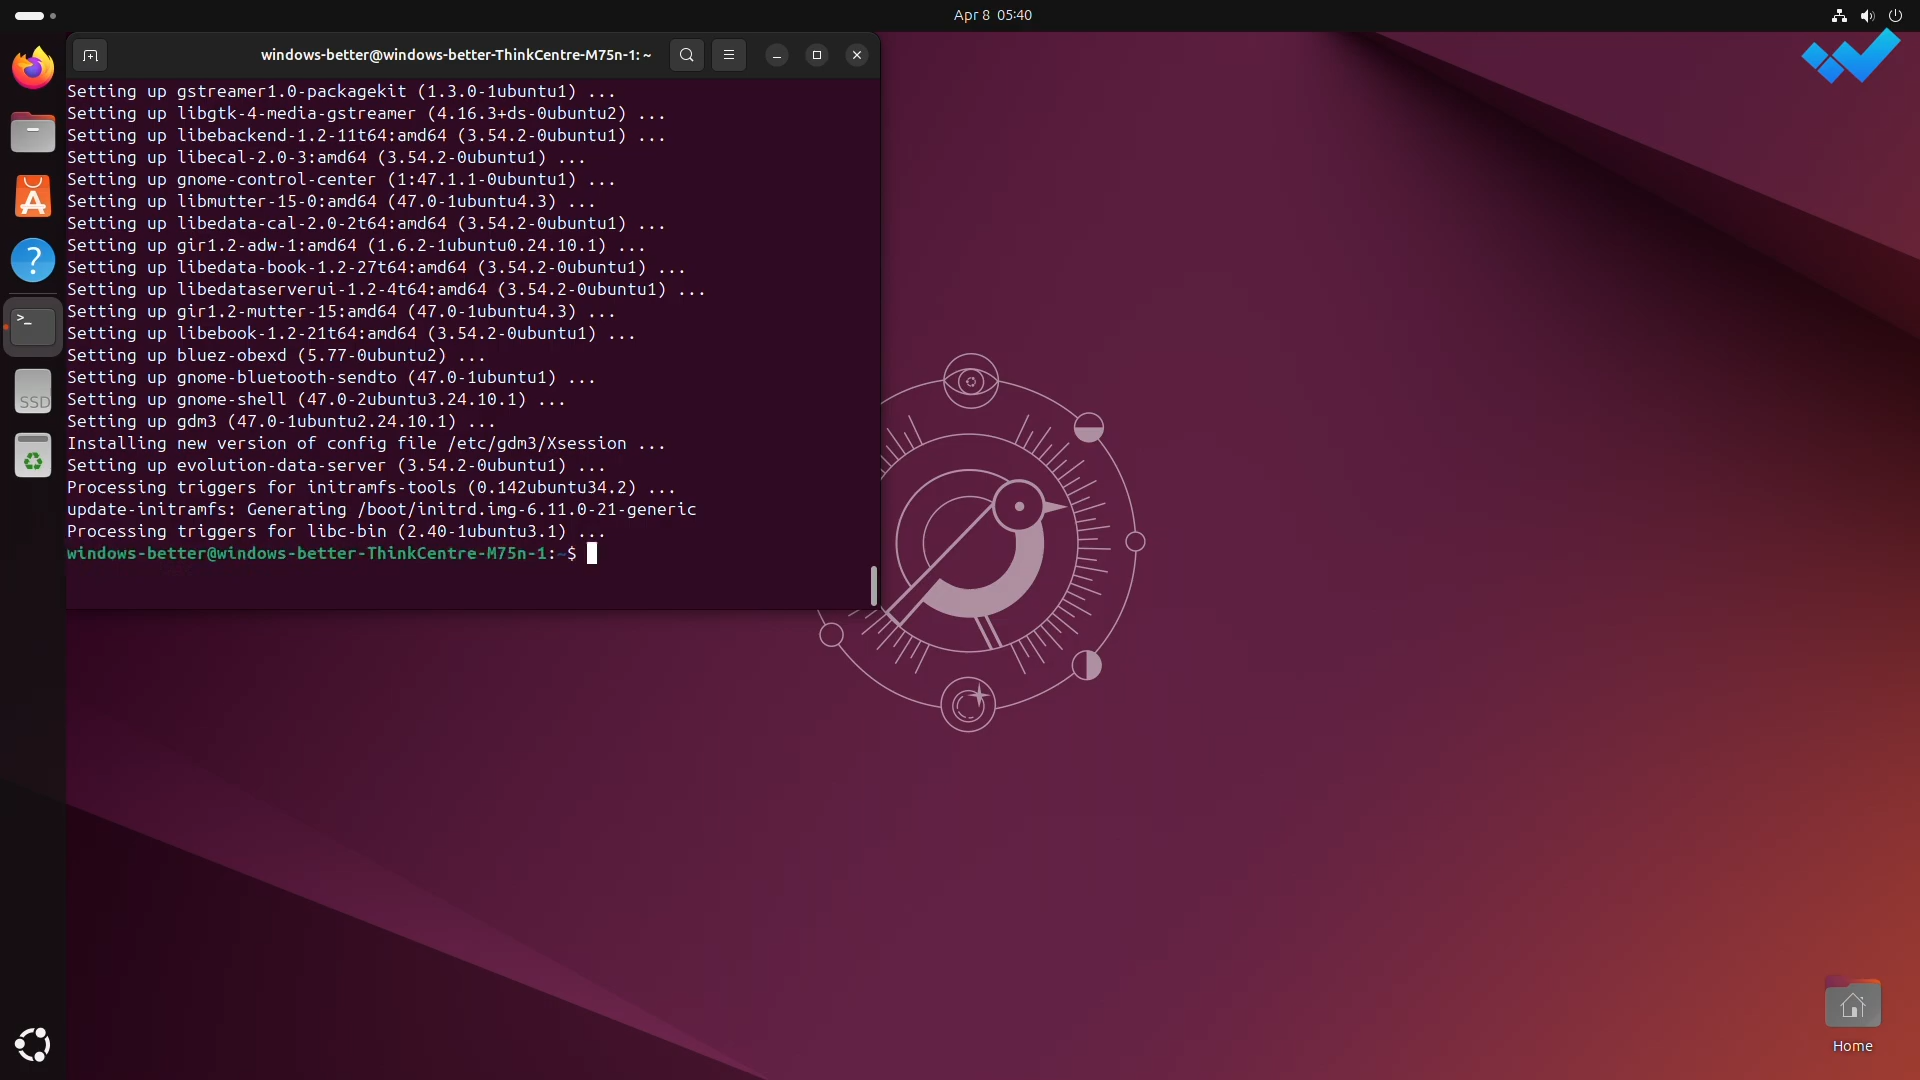 Apr 8 05:40
windows-better@windows-better-ThinkCentre-M75n-1: ~
Setting up gstreamer1.0-packagekit (1.3.0-1ubuntu1) ...
Setting up libgtk-4-media-gstreamer (4.16.3+ds-0ubuntu2) ...
Setting up libebackend-1.2-11t64:amd64 (3.54.2-0ubuntu1) ...
Setting up libecal-2.0-3:amd64 (3.54.2-0ubuntu1) ...
Setting up gnome-control-center (1:47.1.1-0ubuntu1) ...
Setting up libmutter-15-0:amd64 (47.0-1ubuntu4.3) ...
Setting up libedata-cal-2.0-2t64:amd64 (3.54.2-0ubuntu1) ...
Setting up gir1.2-adw-1:amd64 (1.6.2-1ubuntu0.24.10.1) ...
Setting up libedata-book-1.2-27t64:amd64 (3.54.2-0ubuntu1) ...
Setting up libedataserverui-1.2-4t64:amd64 (3.54.2-0ubuntu1) ...
Setting up gir1.2-mutter-15:amd64 (47.0-1ubuntu4.3) ...
Setting up libebook-1.2-21t64:amd64 (3.54.2-0ubuntu1) ...
Setting up bluez-obexd (5.77-0ubuntu2) ...
Setting up gnome-bluetooth-sendto (47.0-1ubuntu1) ...
Setting up gnome-shell (47.0-2ubuntu3.24.10.1) ...
Setting up gdm3 (47.0-1ubuntu2.24.10.1) ...
Installing new version of config file /etc/gdm3/Xsession ...
Setting up evolution-data-server (3.54.2-0ubuntu1) ...
Processing triggers for initramfs-tools (0.142ubuntu34.2) ...
update-initramfs: Generating /boot/initrd.img-6.11.0-21-generic
Processing triggers for libc-bin (2.40-1ubuntu3.1) ...
windows-better@windows-better-ThinkCentre-M75n-1:~$
SSD
Home